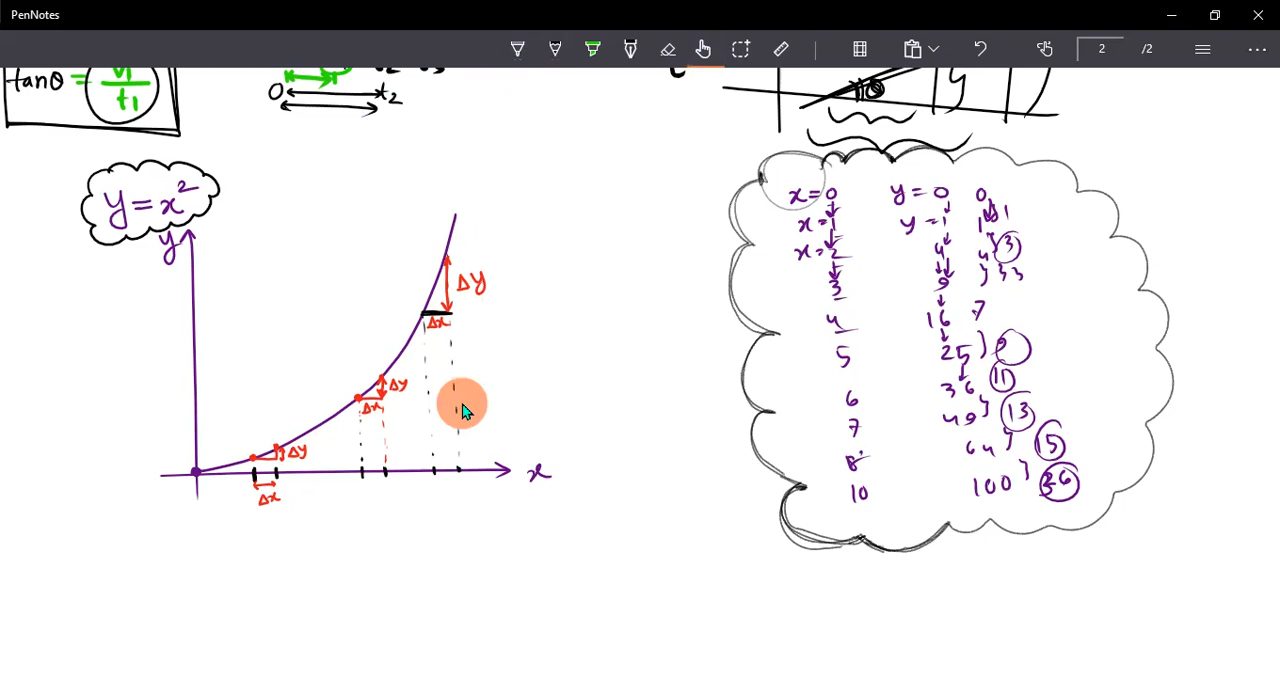 PenNotes
2 /2
tanθ = V1/t1
0 t2
y = x²
y
Δy
Δx
Δy
Δx
Δy
Δx
x
x=0 y=0 0
x=1 y=1 1 1
x=2 4 4 3
3 9
4 16 7
5 25 9
6 36 11
7 49 13
8 64 15
10 100 36